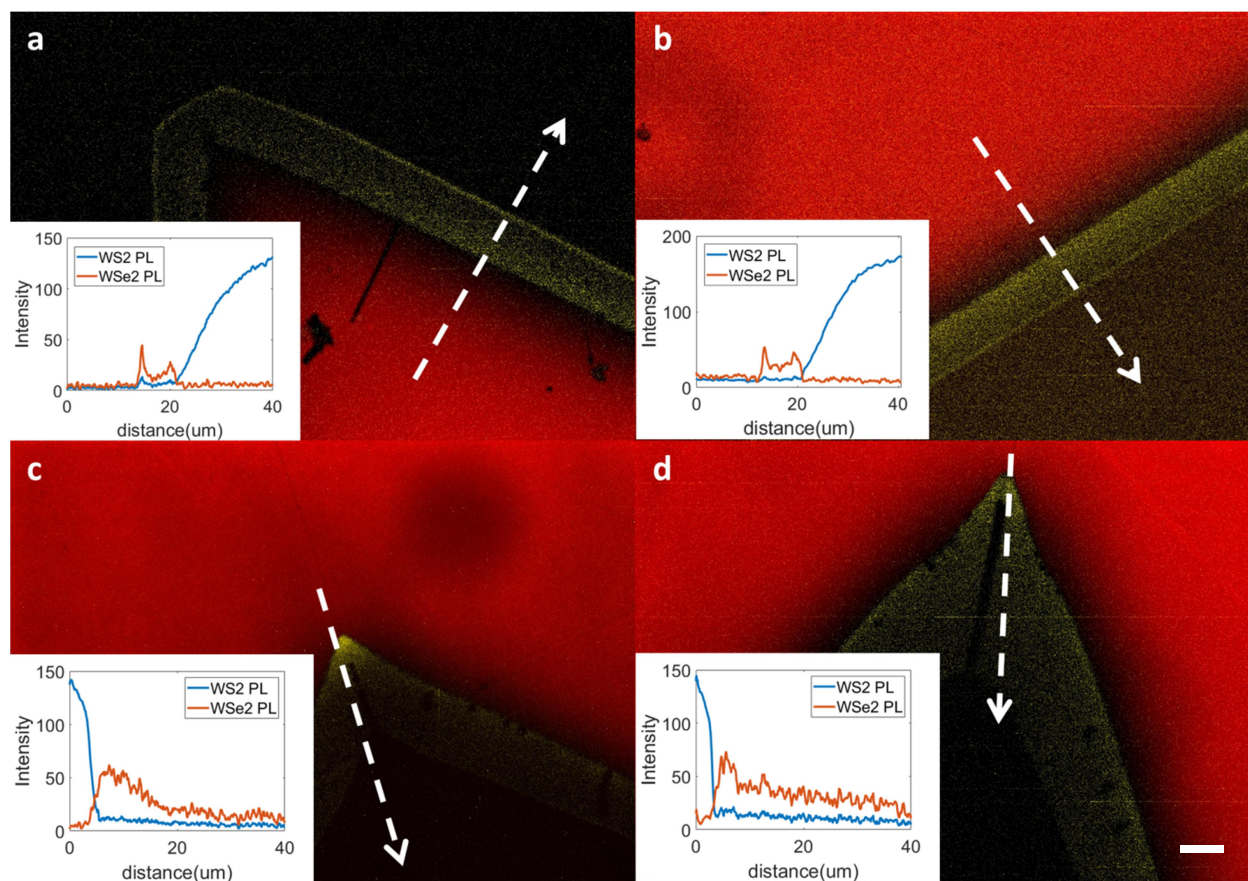 a
150
100
50
0
0
20
40
Intensity
distance(um)
WS2 PL
WSe2 PL
b
200
100
0
0
20
40
Intensity
distance(um)
WS2 PL
WSe2 PL
c
150
100
50
0
0
20
40
Intensity
distance(um)
WS2 PL
WSe2 PL
d
150
100
50
0
0
20
40
Intensity
distance(um)
WS2 PL
WSe2 PL